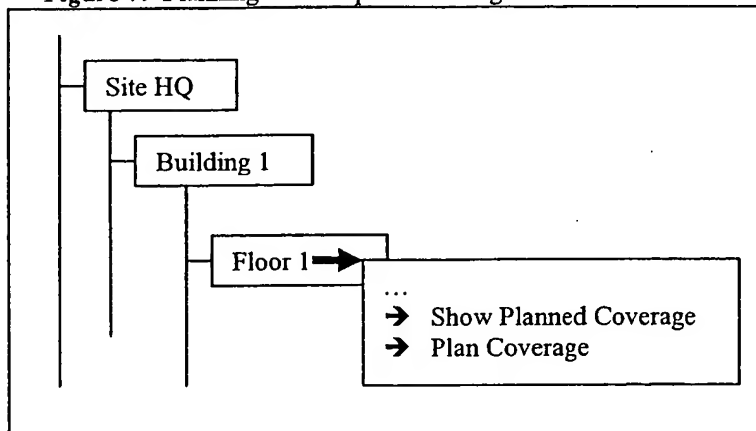 Site HQ
Building 1
Floor 1
...
→ Show Planned Coverage
→ Plan Coverage